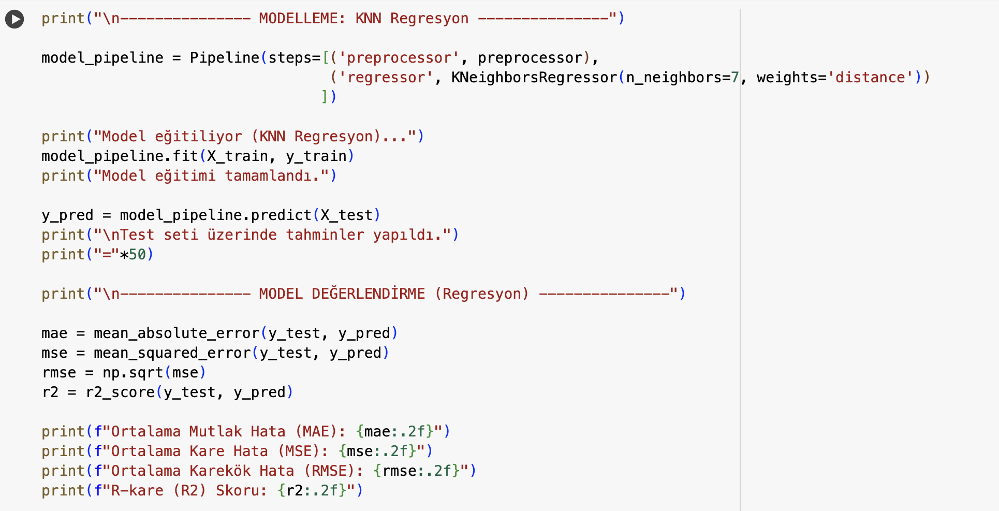 print("\n--------------- MODELLEME: KNN Regresyon ---------------")
model_pipeline = Pipeline(steps=[('preprocessor', preprocessor),
('regressor', KNeighborsRegressor(n_neighbors=7, weights='distance'))
])
print("Model eğitiliyor (KNN Regresyon)...")
model_pipeline.fit(X_train, y_train)
print("Model eğitimi tamamlandı.")
y_pred = model_pipeline.predict(X_test)
print("\nTest seti üzerinde tahminler yapıldı.")
print("="*50)
print("\n--------------- MODEL DEĞERLENDİRME (Regresyon) ---------------")
mae = mean_absolute_error(y_test, y_pred)
mse = mean_squared_error(y_test, y_pred)
rmse = np.sqrt(mse)
r2 = r2_score(y_test, y_pred)
print(f"Ortalama Mutlak Hata (MAE): {mae:.2f}")
print(f"Ortalama Kare Hata (MSE): {mse:.2f}")
print(f"Ortalama Karekök Hata (RMSE): {rmse:.2f}")
print(f"R-kare (R2) Skoru: {r2:.2f}")